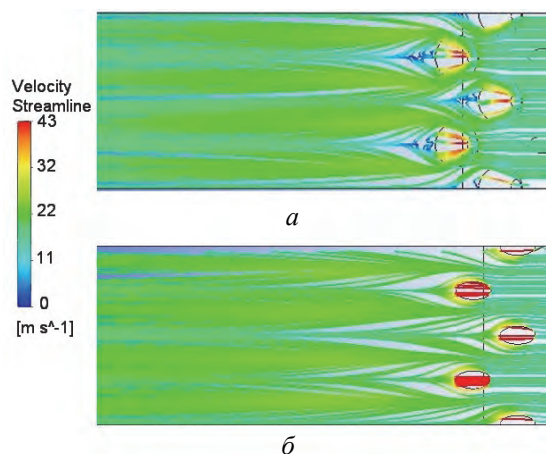 Velocity
Streamline
43
32
22
11
0
[m s^-1]
а
б